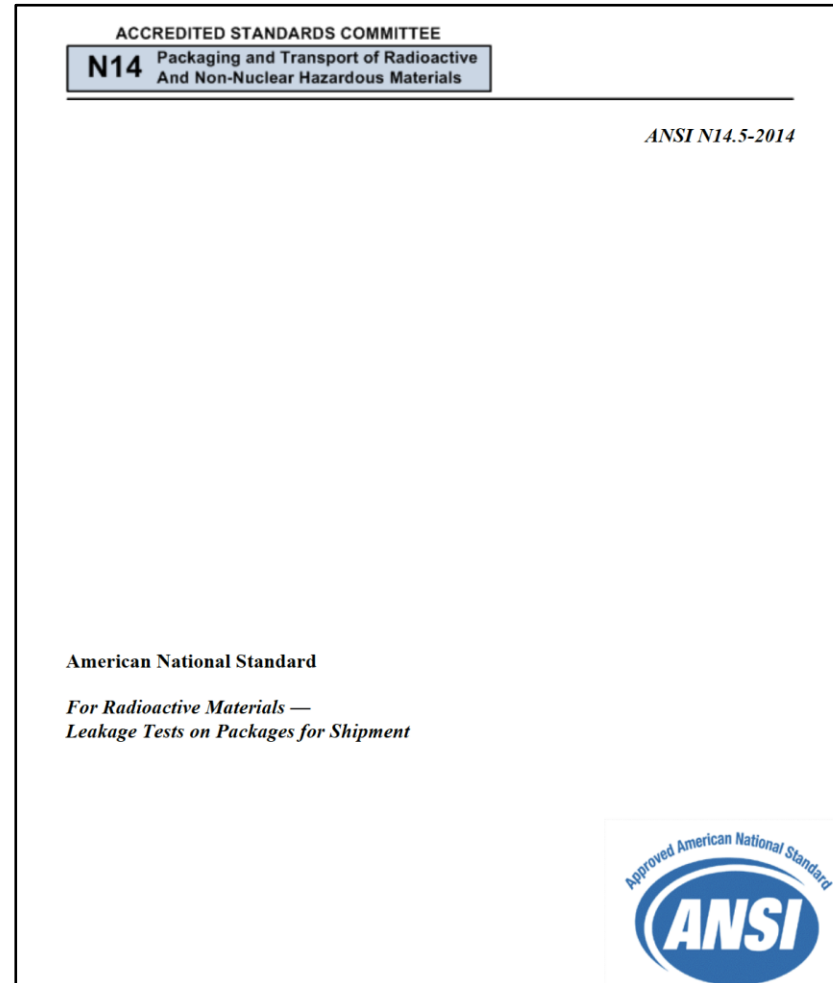 ACCREDITED STANDARDS COMMITTEE
N14 Packaging and Transport of Radioactive
And Non-Nuclear Hazardous Materials
ANSI N14.5-2014
American National Standard
For Radioactive Materials —
Leakage Tests on Packages for Shipment
Approved American National Standard
ANSI